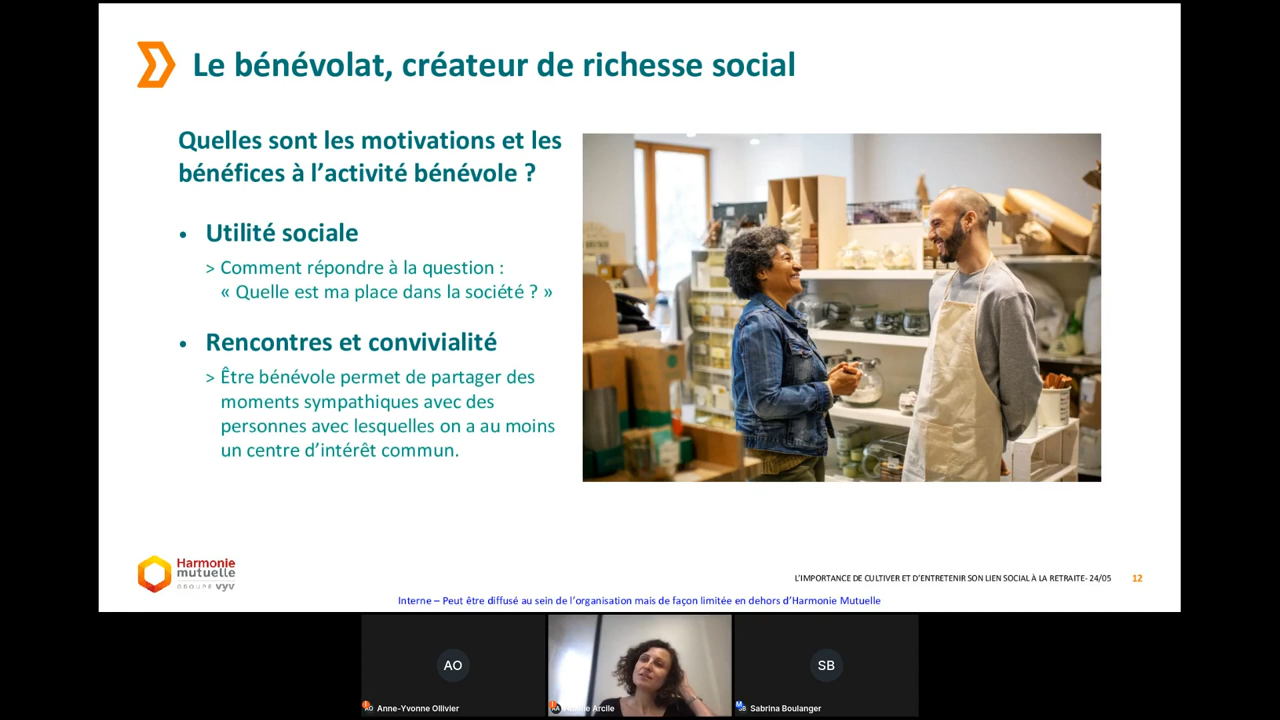 Le bénévolat, créateur de richesse social
Quelles sont les motivations et les
bénéfices à l’activité bénévole ?
• Utilité sociale
> Comment répondre à la question :
« Quelle est ma place dans la société ? »
• Rencontres et convivialité
> Être bénévole permet de partager des
moments sympathiques avec des
personnes avec lesquelles on a au moins
un centre d’intérêt commun.
Harmonie
mutuelle
GROUPE vyv
L’IMPORTANCE DE CULTIVER ET D’ENTRETENIR SON LIEN SOCIAL À LA RETRAITE- 24/05
12
Interne – Peut être diffusé au sein de l’organisation mais de façon limitée en dehors d’Harmonie Mutuelle
AO
SB
Anne-Yvonne Ollivier
Arcile
Sabrina Boulanger